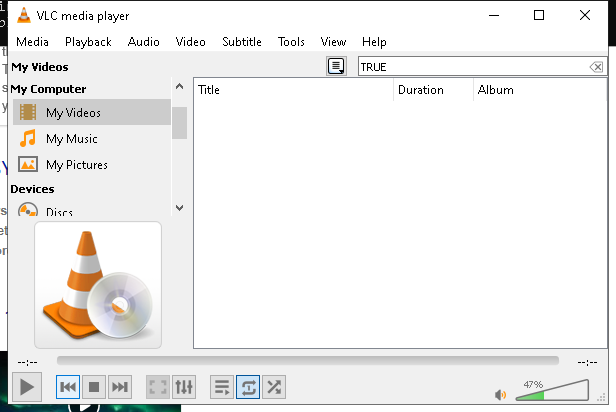 VLC media player
Media Playback Audio Video Subtitle Tools View Help
My Videos
TRUE
My Computer
Title Duration Album
My Videos
My Music
My Pictures
Devices
Discs
--:-- --:--
47%